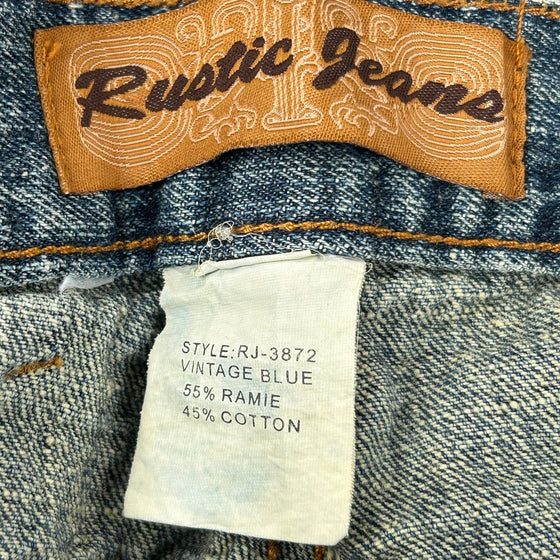 Rustic Jeans
STYLE:RJ-3872
VINTAGE BLUE
55% RAMIE
45% COTTON